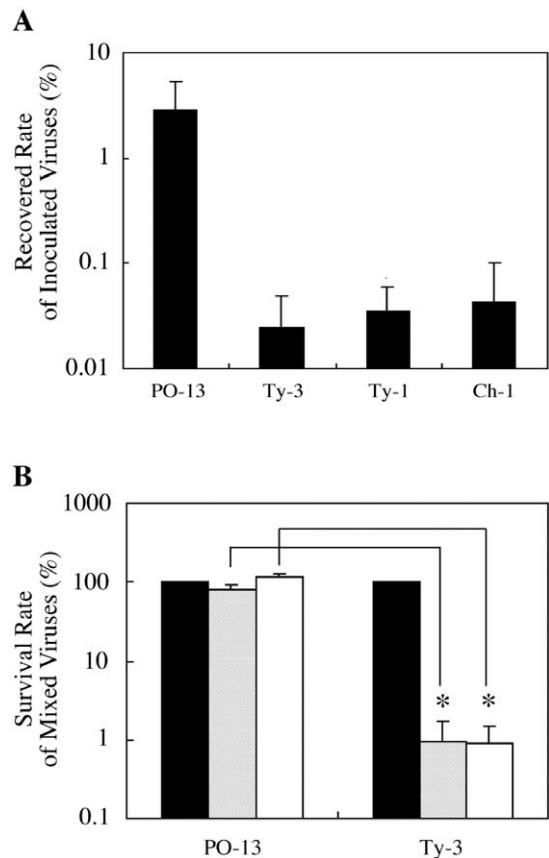 A
Recovered Rate
of Inoculated Viruses (%)
10
1
0.1
0.01
PO-13 Ty-3 Ty-1 Ch-1
B
Survival Rate
of Mixed Viruses (%)
1000
100
10
1
0.1
* *
PO-13 Ty-3